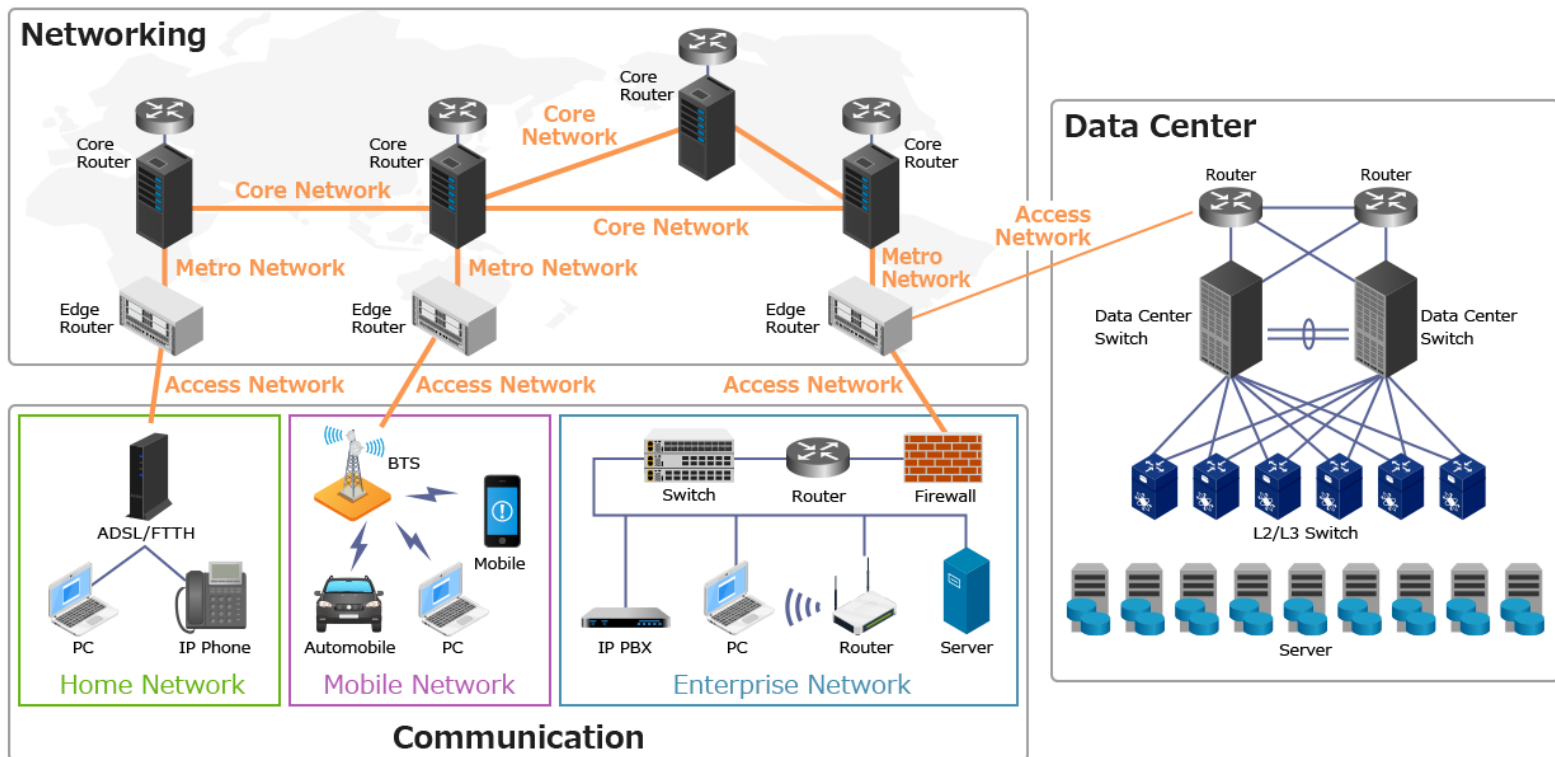 Networking
Core
Router
Core
Router
Core
Router
Core
Router
Core
Network
Core Network
Core Network
Metro Network
Metro Network
Metro
Network
Edge
Router
Edge
Router
Edge
Router
Access
Network
Access Network
Access Network
Access Network
Data Center
Router
Router
Data Center
Switch
Data Center
Switch
L2/L3 Switch
Server
ADSL/FTTH
PC
IP Phone
Home Network
BTS
Mobile
Automobile
PC
Mobile Network
Switch
Router
Firewall
IP PBX
PC
Router
Server
Enterprise Network
Communication